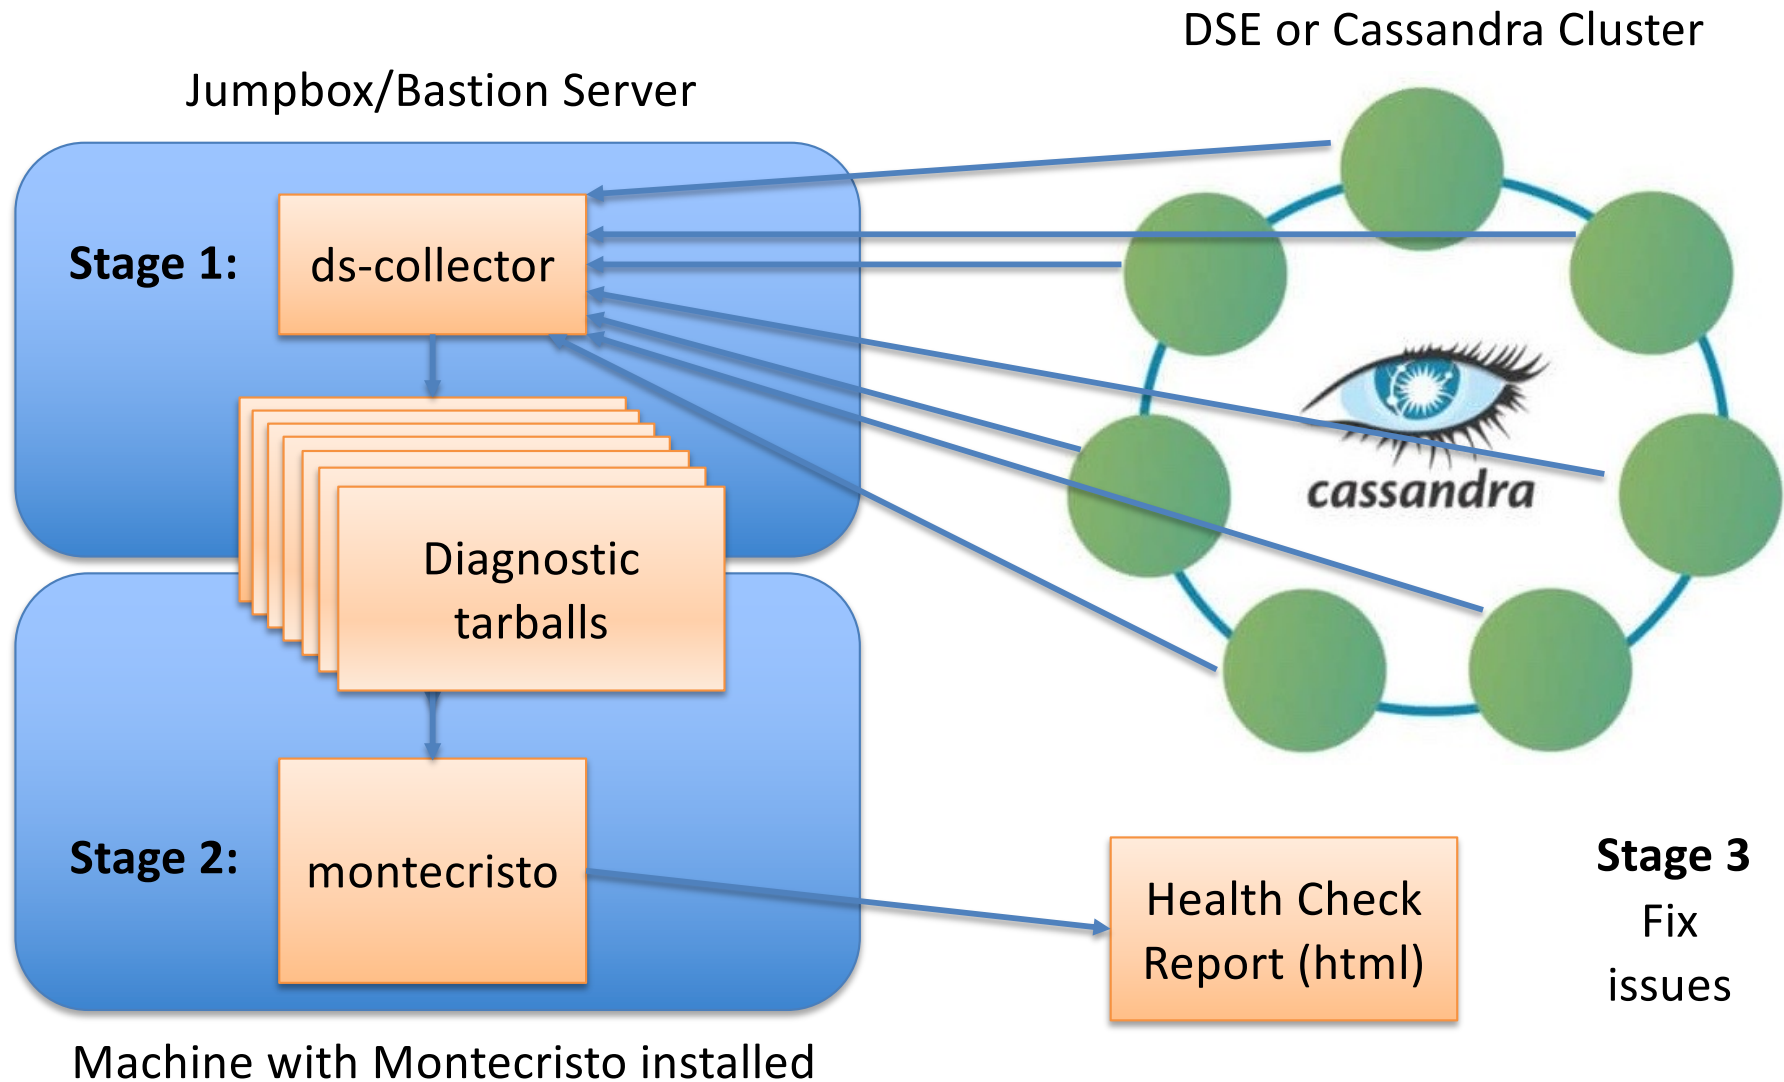 DSE or Cassandra Cluster
Jumpbox/Bastion Server
Stage 1:
ds-collector
cassandra
Diagnostic
tarballs
Stage 2:
montecristo
Health Check
Report (html)
Stage 3
Fix
issues
Machine with Montecristo installed